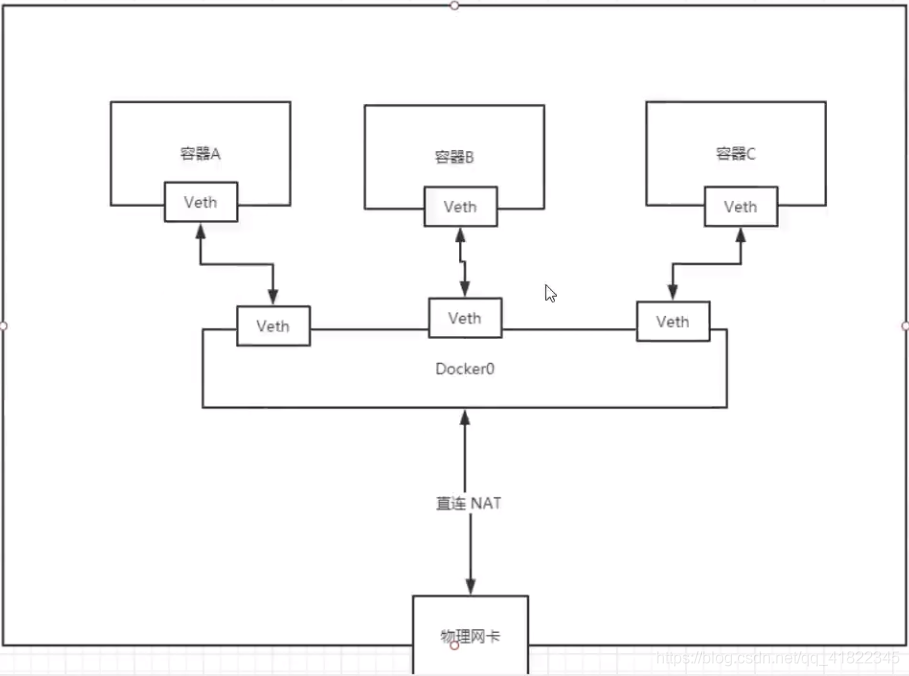 容器A
容器B
容器C
Veth
Veth
Veth
Veth
Veth
Veth
Docker0
直连 NAT
物理网卡
https://blog.csdn.net/qq_41822345